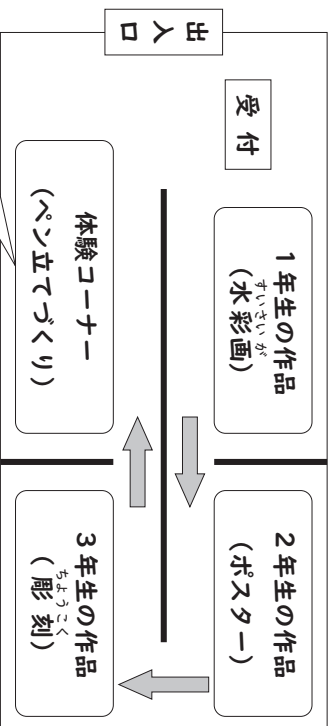 出入口
受付
1年生の作品
すいさいが
(水彩画)
2年生の作品
(ポスター)
3年生の作品
ちょうこく
(彫刻)
体験コーナー
(ペン立てづくり)